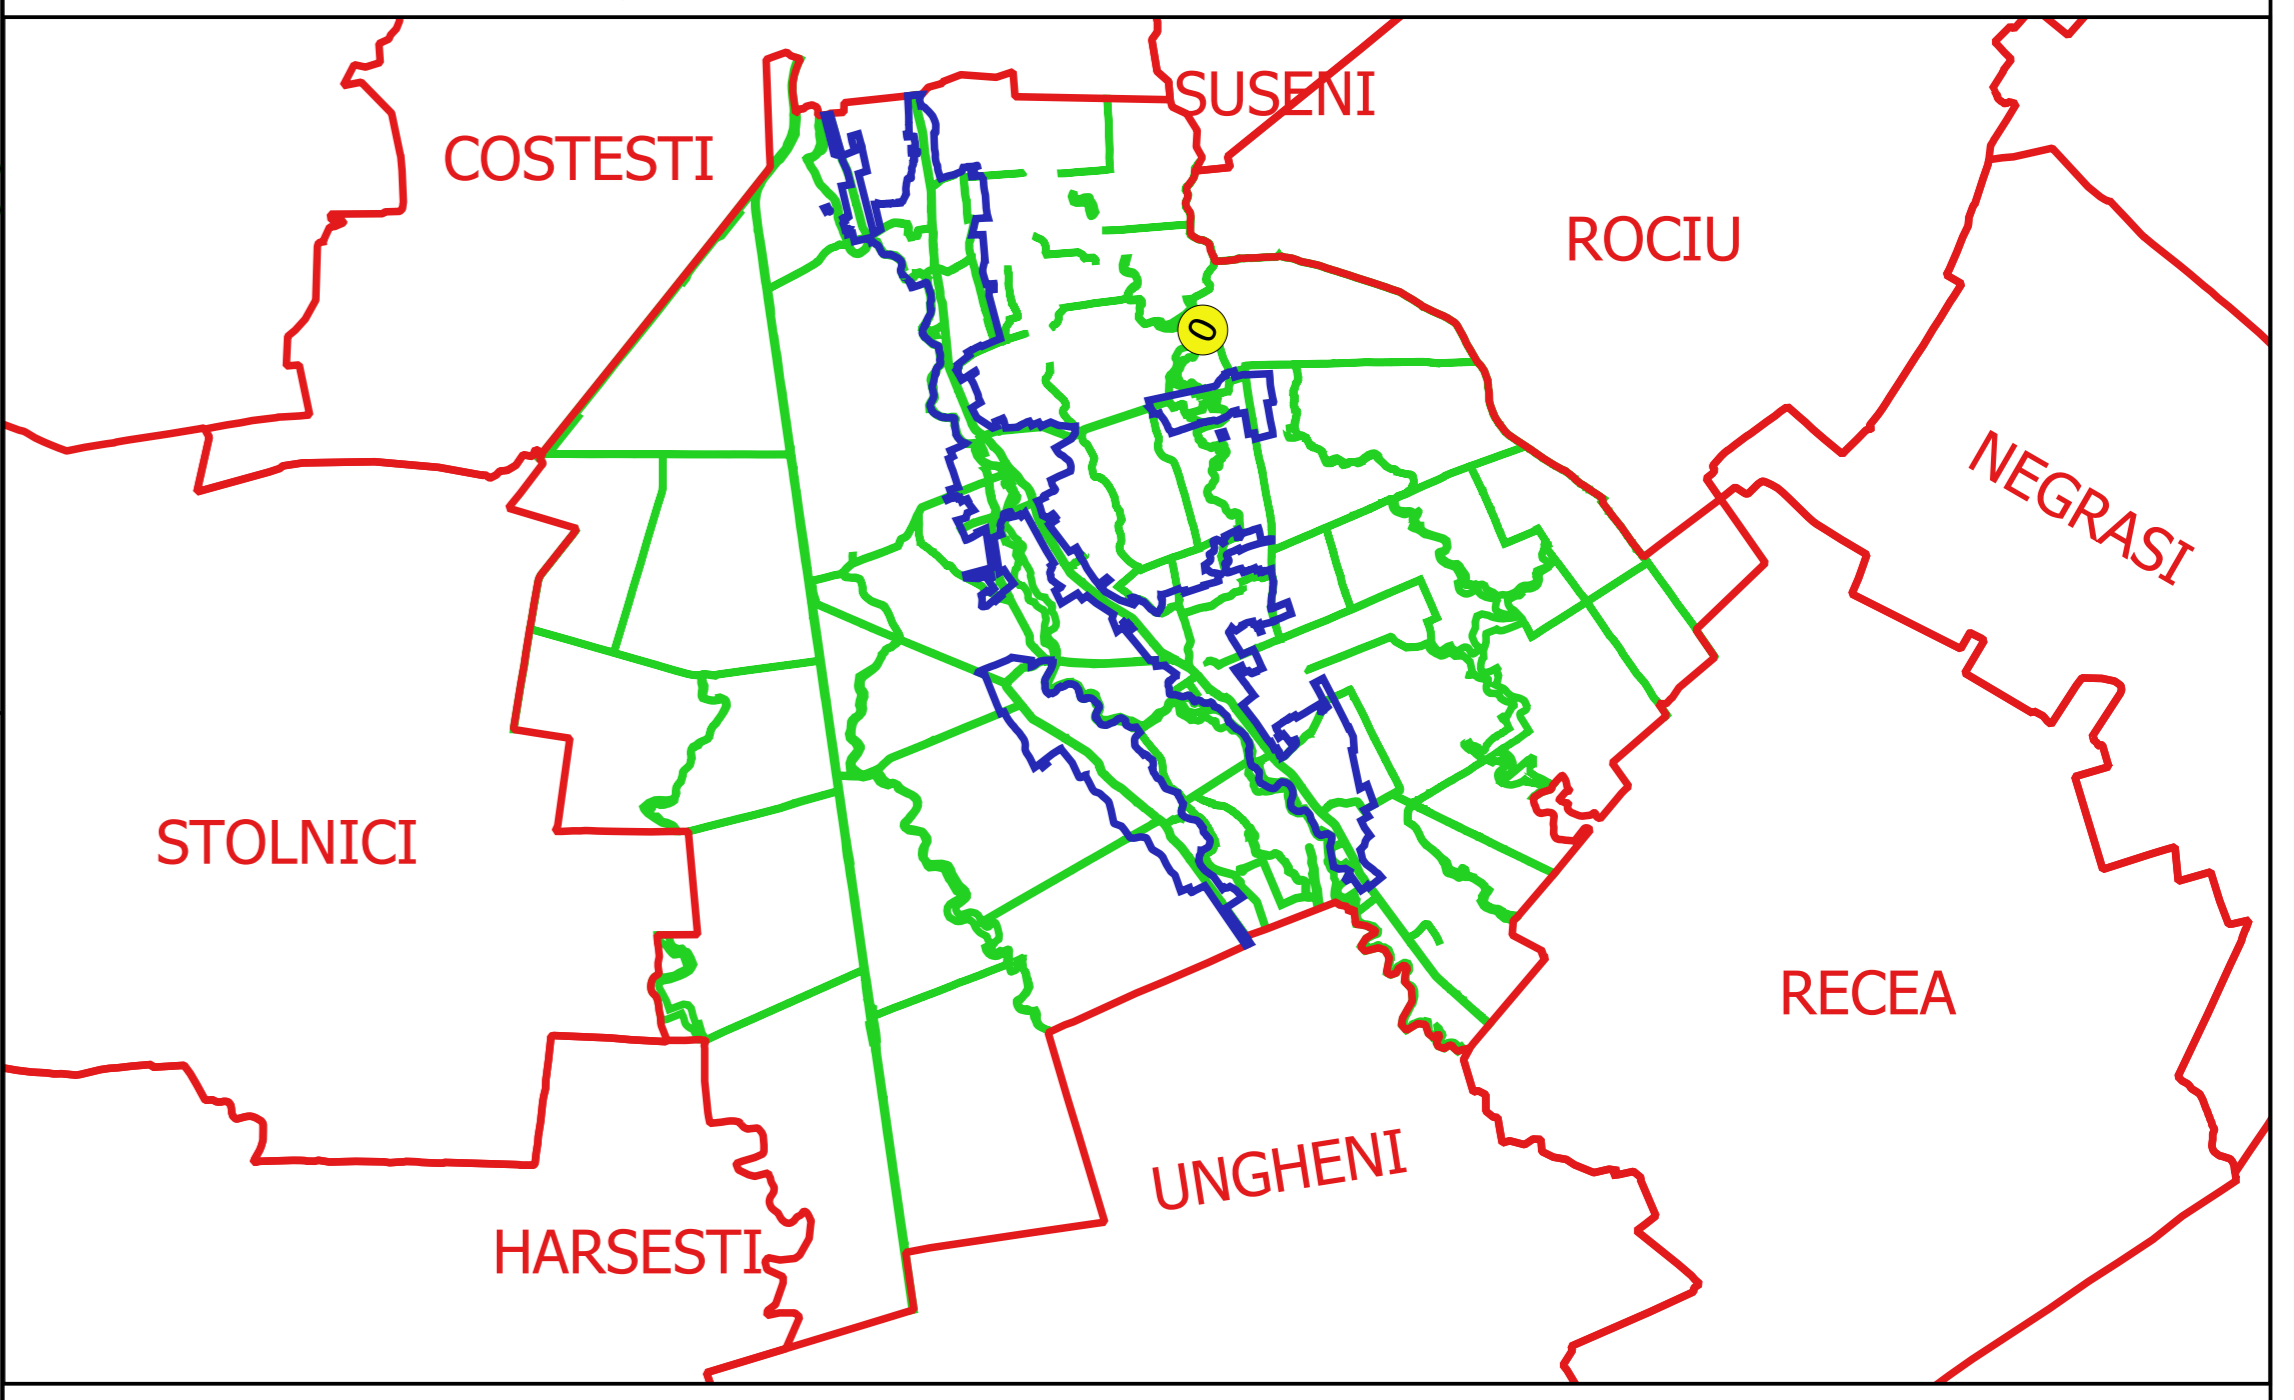 SUSENI
COSTESTI
ROCIU
0
NEGRASI
STOLNICI
RECEA
UNGHENI
HARSESTI